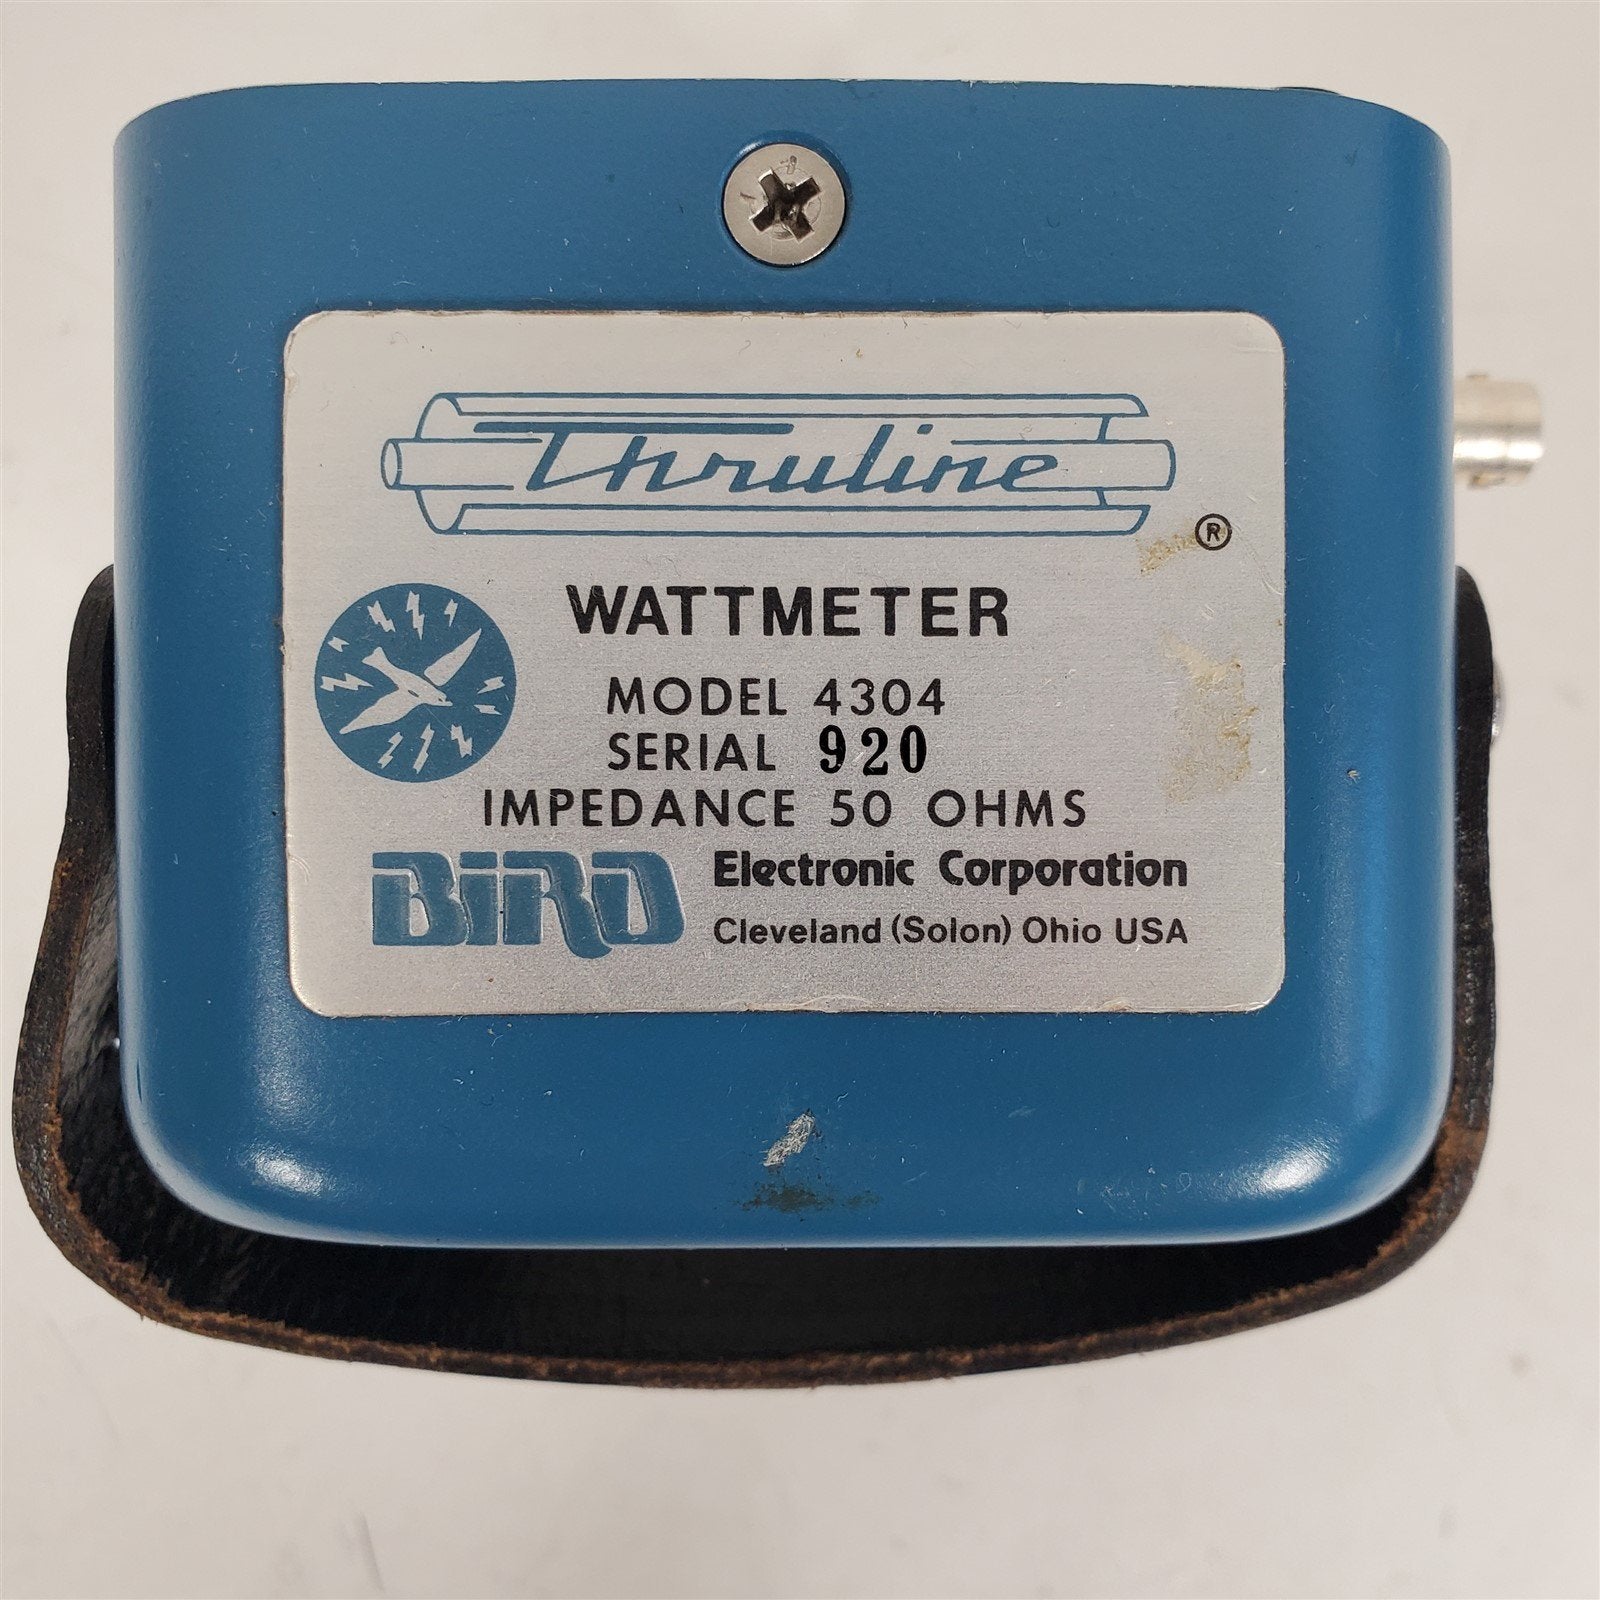 Thruline
®
WATTMETER
MODEL 4304
SERIAL 920
IMPEDANCE 50 OHMS
BIRD Electronic Corporation
Cleveland (Solon) Ohio USA